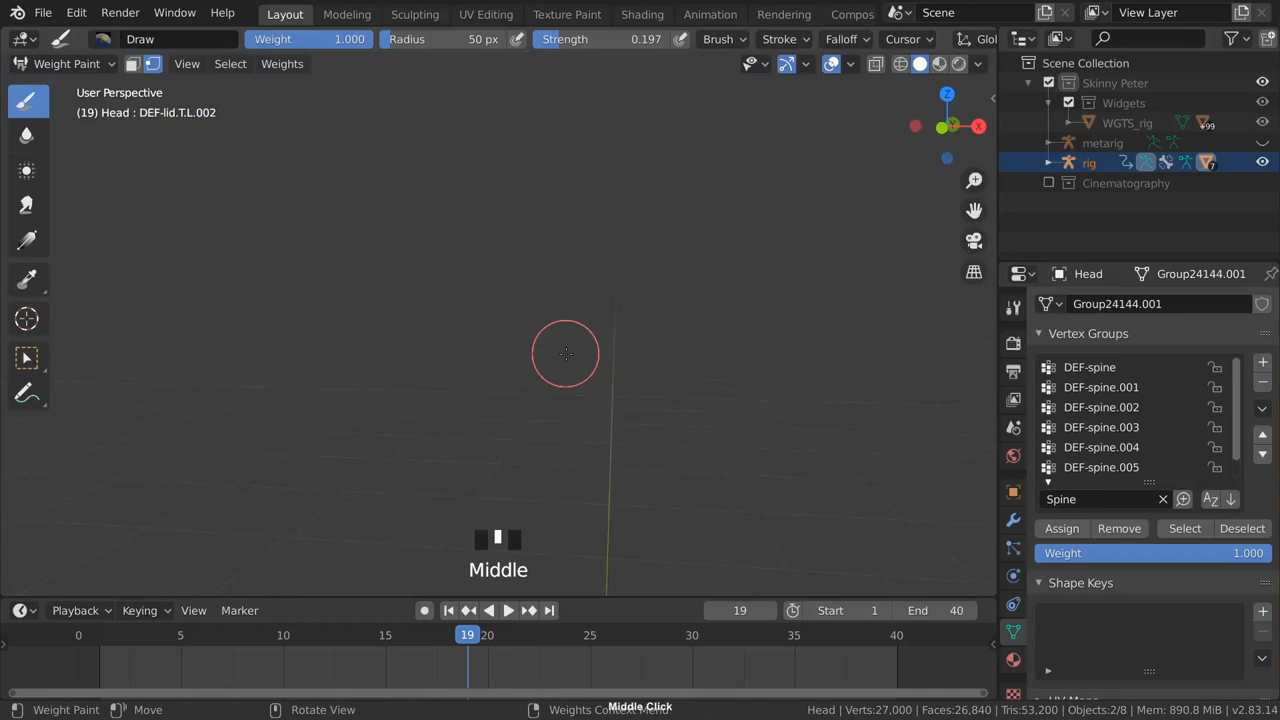 File Edit Render Window Help Layout Modeling Sculpting UV Editing Texture Paint Shading Animation Rendering Compos Scene View Layer
Draw Weight 1.000 Radius 50 px Strength 0.197 Brush Stroke Falloff Cursor Glol
Weight Paint View Select Weights
User Perspective
(19) Head : DEF-lid.T.L.002
Z
X
Scene Collection
Skinny Peter
Widgets
WGTS_rig +99
metarig
rig 7
Cinematography
Head Group24144.001
Group24144.001
Vertex Groups
DEF-spine
DEF-spine.001
DEF-spine.002
DEF-spine.003
DEF-spine.004
DEF-spine.005
Spine
Assign Remove Select Deselect
Weight 1.000
Shape Keys
Middle
Playback Keying View Marker 19 Start 1 End 40
0 5 10 15 19 20 25 30 35 40
Weight Paint Move Rotate View Weights Context Menu Middle Click Head | Verts:27,000 | Faces:26,840 | Tris:53,200 | Objects:2/8 | Mem: 890.8 MiB | v2.83.14